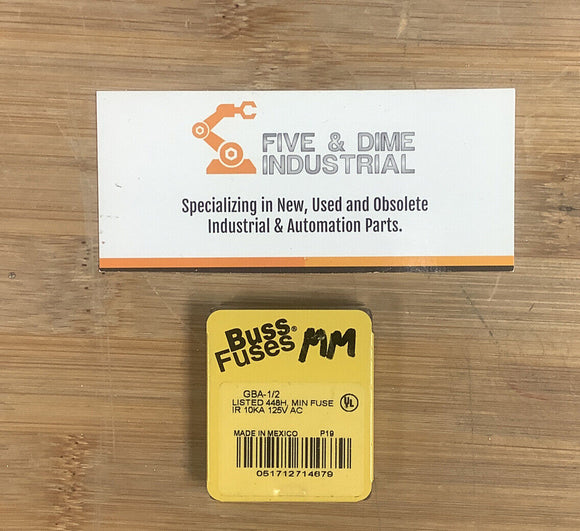 FIVE & DIME
INDUSTRIAL
Specializing in New, Used and Obsolete
Industrial & Automation Parts.
Buss®
Fuses
MM
GBA-1/2
LISTED 448H, MIN FUSE
IR 10KA 125V AC
UL
MADE IN MEXICO P19
051712714679